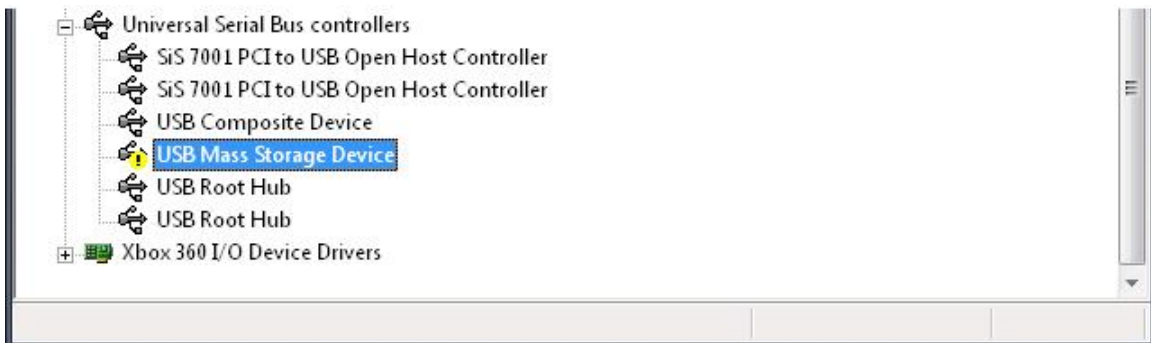 Universal Serial Bus controllers
SiS 7001 PCI to USB Open Host Controller
SiS 7001 PCI to USB Open Host Controller
USB Composite Device
USB Mass Storage Device
USB Root Hub
USB Root Hub
Xbox 360 I/O Device Drivers